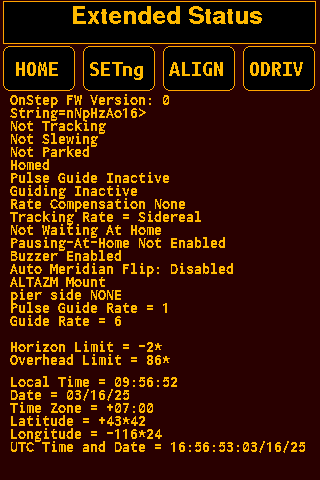 Extended Status
HOME SETng ALIGN ODRIV
OnStep FW Version: 0
String=nNpHzAo16>
Not Tracking
Not Slewing
Not Parked
Homed
Pulse Guide Inactive
Guiding Inactive
Rate Compensation None
Tracking Rate = Sidereal
Not Waiting At Home
Pausing-At-Home Not Enabled
Buzzer Enabled
Auto Meridian Flip: Disabled
ALTAZM Mount
pier side NONE
Pulse Guide Rate = 1
Guide Rate = 6
Horizon Limit = -2*
Overhead Limit = 86*
Local Time = 09:56:52
Date = 03/16/25
Time Zone = +07:00
Latitude = +43*42
Longitude = -116*24
UTC Time and Date = 16:56:53:03/16/25